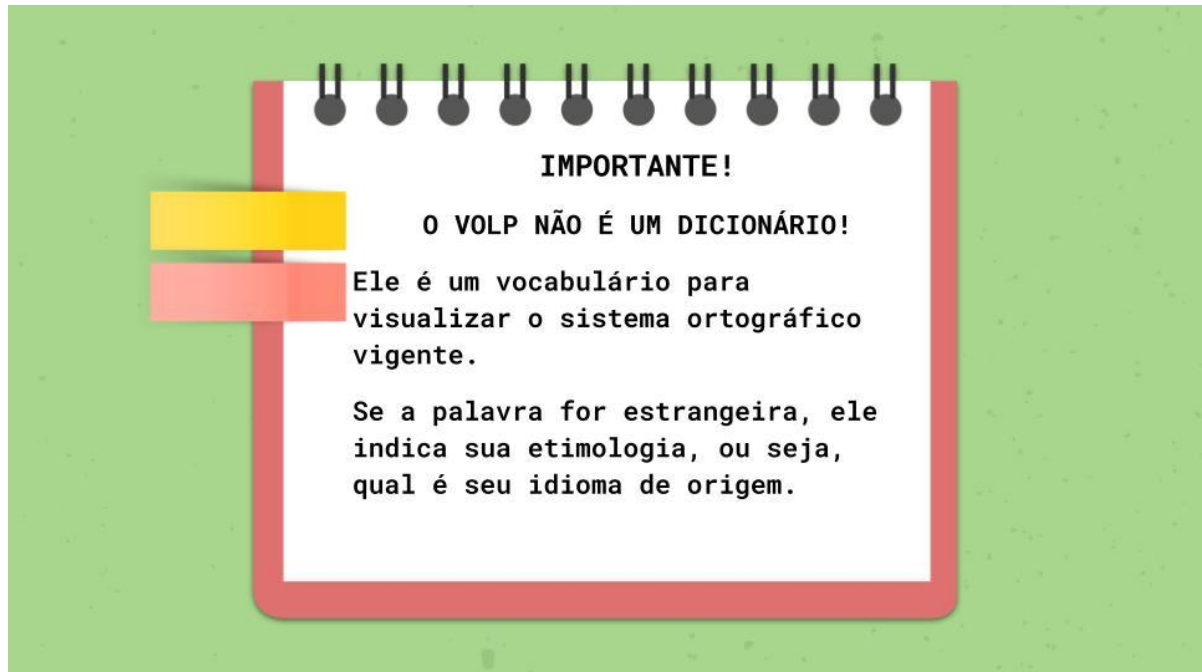 IMPORTANTE!
O VOLP NÃO É UM DICIONÁRIO!
Ele é um vocabulário para
visualizar o sistema ortográfico
vigente.
Se a palavra for estrangeira, ele
indica sua etimologia, ou seja,
qual é seu idioma de origem.